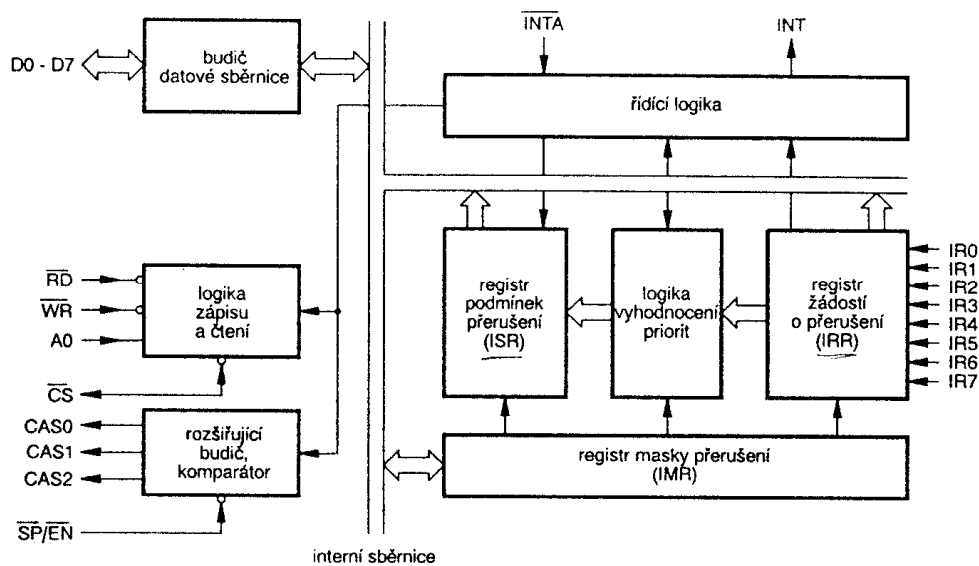 INTA
INT
D0 - D7
budič
datové sběrnice
řídící logika
RD
WR
A0
CS
logika
zápisu
a čtení
registr
podmínek
přerušení
(ISR)
logika
vyhodnocení
priorit
registr
žádostí
o přerušení
(IRR)
IR0
IR1
IR2
IR3
IR4
IR5
IR6
IR7
CAS0
CAS1
CAS2
rozšiřující
budič,
komparátor
SP/EN
registr masky přerušení
(IMR)
interní sběrnice